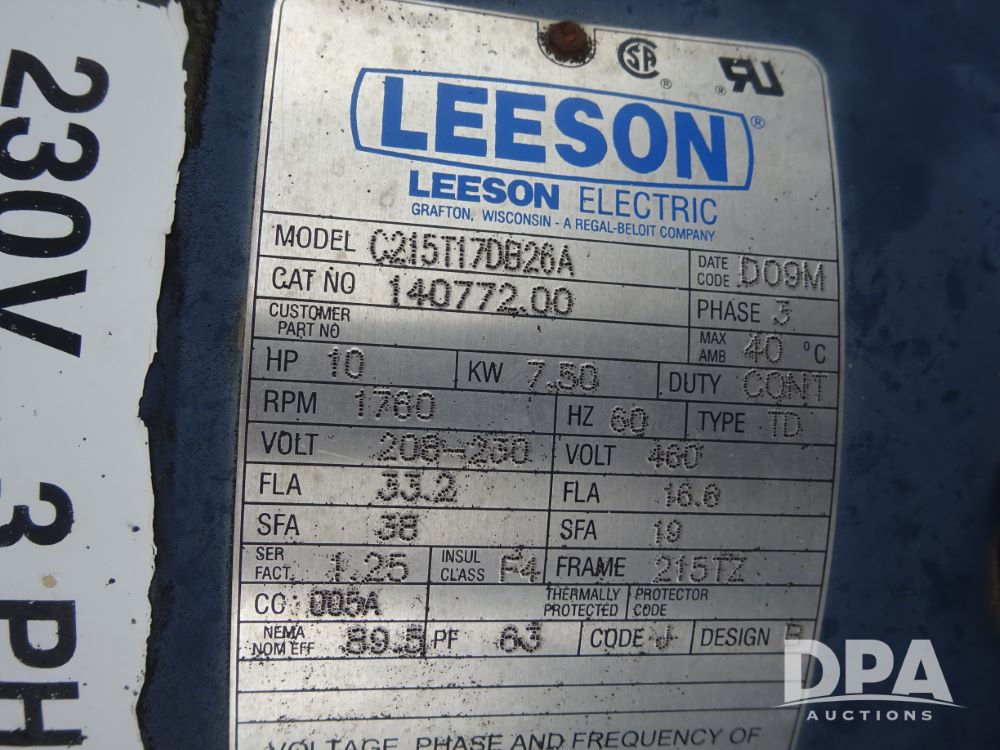 230V 3 PH
CSA ®
® UR
LEESON®
LEESON ELECTRIC
GRAFTON, WISCONSIN - A REGAL-BELOIT COMPANY
MODEL C215T17DB26A
DATE CODE D09M
CAT NO 140772.00
PHASE 3
CUSTOMER PART NO
MAX AMB 40 °C
HP 10 KW 7.50 DUTY CONT
RPM 1760 HZ 60 TYPE TD
VOLT 208-230 VOLT 460
FLA 33.2 FLA 16.6
SFA 38 SFA 19
SER FACT. 1.25 INSUL CLASS F4 FRAME 215TZ
CC 005A THERMALLY PROTECTED PROTECTOR CODE
NEMA NOM EFF 89.5 PF 83 CODE J DESIGN B
VOLTAGE, PHASE AND FREQUENCY OF
DPA
AUCTIONS